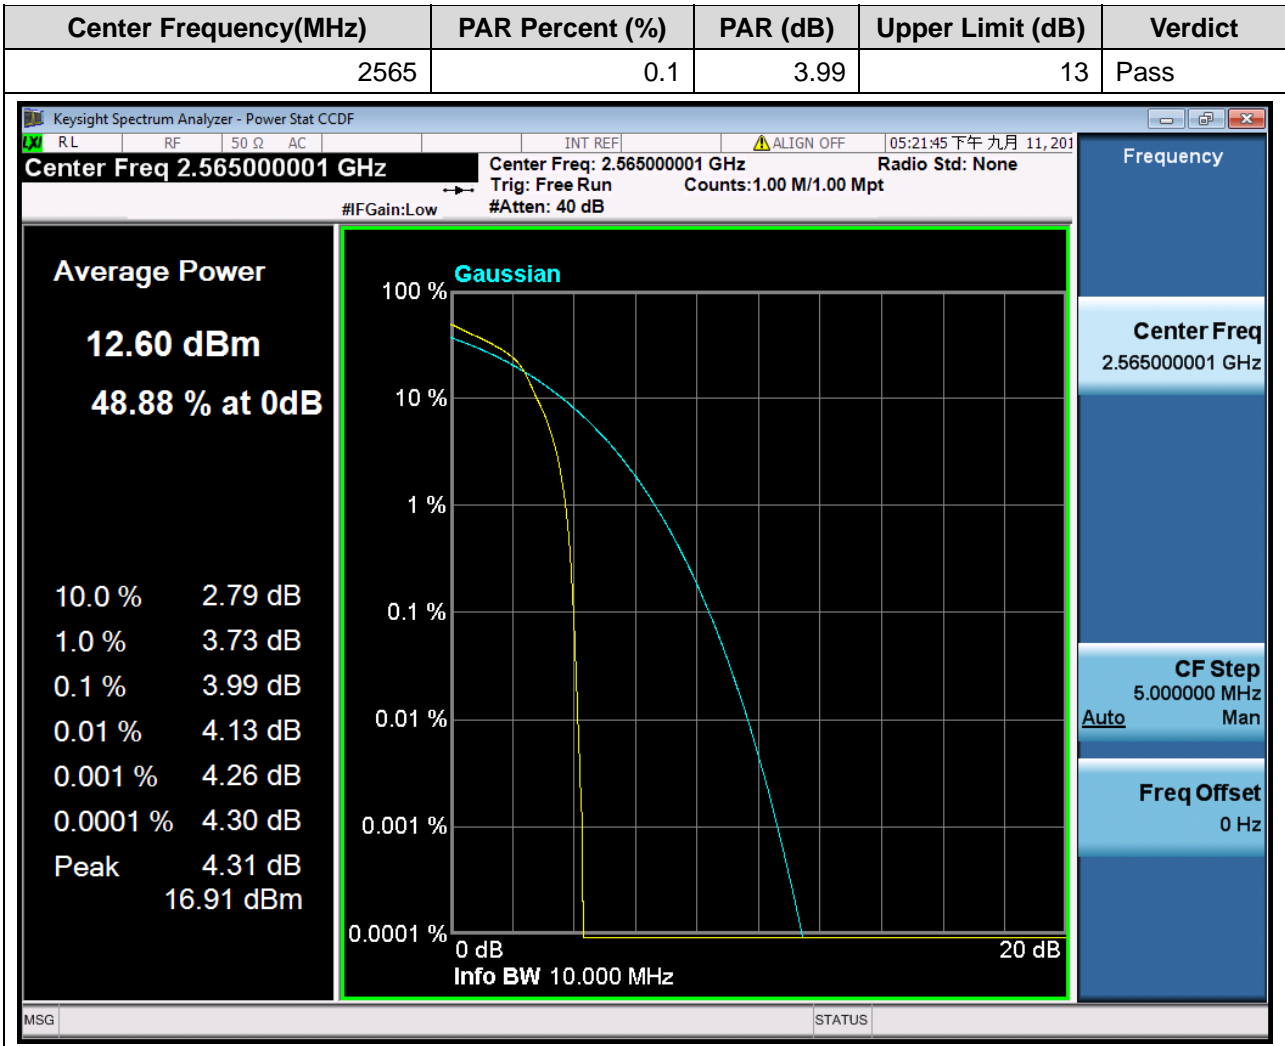 Center Frequency(MHz) PAR Percent (%) PAR (dB) Upper Limit (dB) Verdict
2565 0.1 3.99 13 Pass
Keysight Spectrum Analyzer - Power Stat CCDF
LXI RL RF 50 Ω AC INT REF ALIGN OFF 05:21:45 下午 九月 11, 201
Center Freq 2.565000001 GHz
Center Freq: 2.565000001 GHz Radio Std: None
Trig: Free Run Counts:1.00 M/1.00 Mpt
#IFGain:Low #Atten: 40 dB
Frequency
Average Power
12.60 dBm
48.88 % at 0dB
10.0 % 2.79 dB
1.0 % 3.73 dB
0.1 % 3.99 dB
0.01 % 4.13 dB
0.001 % 4.26 dB
0.0001 % 4.30 dB
Peak 4.31 dB
16.91 dBm
Gaussian
100 %
10 %
1 %
0.1 %
0.01 %
0.001 %
0.0001 %
0 dB 20 dB
Info BW 10.000 MHz
Center Freq
2.565000001 GHz
CF Step
5.000000 MHz
Auto Man
Freq Offset
0 Hz
MSG STATUS